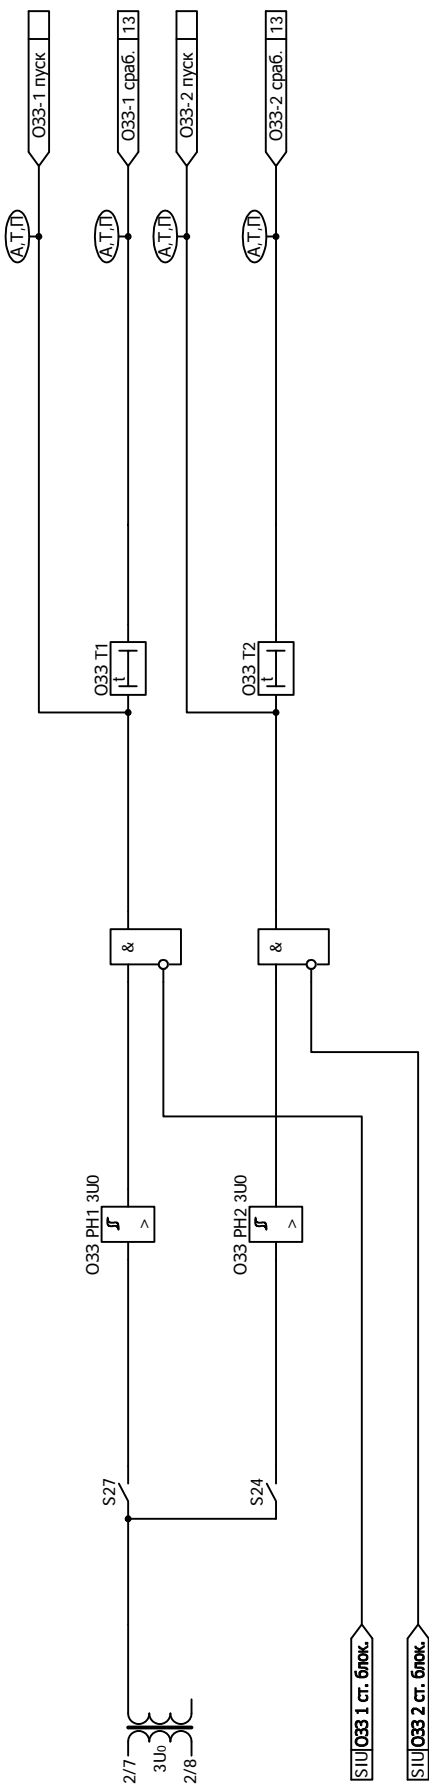 2/7
3U₀
2/8
S27
S24
ОЗЗ РН1 3U0
>
ОЗЗ РН2 3U0
>
&
&
ОЗЗ Т1
t
ОЗЗ Т2
t
А,Т,П
ОЗЗ-1 пуск
А,Т,П
ОЗЗ-1 сраб. 13
А,Т,П
ОЗЗ-2 пуск
А,Т,П
ОЗЗ-2 сраб. 13
SIU ОЗЗ 1 ст. блок.
SIU ОЗЗ 2 ст. блок.